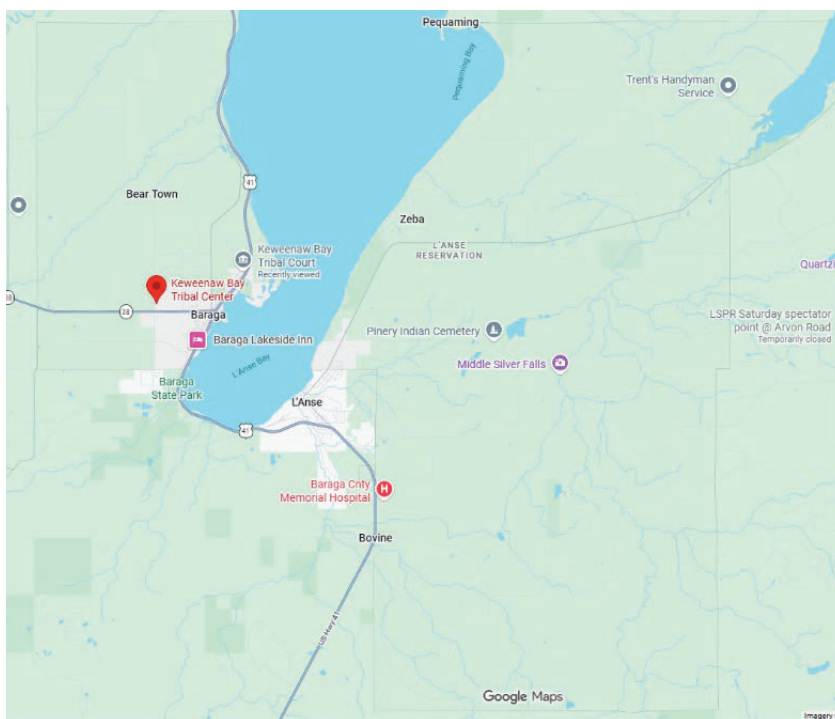 Pequaming
Pequaming Bay
Trent's Handyman
Service
41
Bear Town
Zeba
L'ANSE
RESERVATION
Keweenaw Bay
Tribal Court
Recently viewed
Keweenaw Bay
Tribal Center
38
38
Baraga
Quartzi
Pinery Indian Cemetery
LSPR Saturday spectator
point @ Arvon Road
Temporarily closed
Baraga Lakeside Inn
L'Anse Bay
Middle Silver Falls
Baraga
State Park
L'Anse
41
Baraga Cnty
Memorial Hospital
H
Bovine
US Hwy 41
Google Maps
Imagery